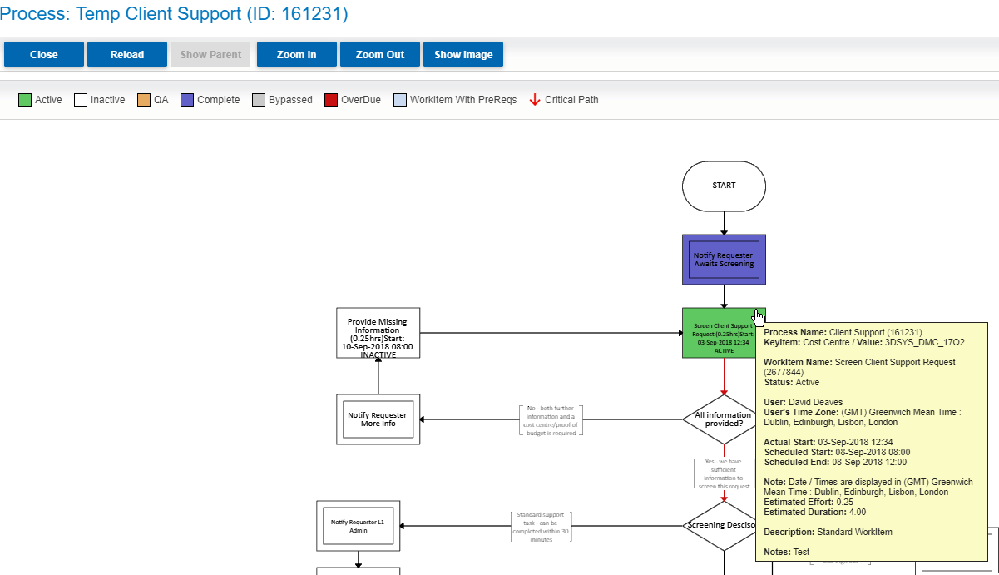 Process: Temp Client Support (ID: 161231)
Close
Reload
Show Parent
Zoom In
Zoom Out
Show Image
Active
Inactive
QA
Complete
Bypassed
OverDue
WorkItem With PreReqs
Critical Path
START
Notify Requester
Awaits Screening
Provide Missing
Information
(0.25hrs)Start:
10-Sep-2018 08:00
INACTIVE
Screen Client Support
Request (0.25hrs)Start:
03-Sep-2018 12:34
ACTIVE
Process Name: Client Support (161231)
KeyItem: Cost Centre / Value: 3DSYS_DMC_17Q2
WorkItem Name: Screen Client Support Request
(2677844)
Status: Active
User: David Deaves
User's Time Zone: (GMT) Greenwich Mean Time :
Dublin, Edinburgh, Lisbon, London
Actual Start: 03-Sep-2018 12:34
Scheduled Start: 08-Sep-2018 08:00
Scheduled End: 08-Sep-2018 12:00
Note: Date / Times are displayed in (GMT) Greenwich
Mean Time : Dublin, Edinburgh, Lisbon, London
Estimated Effort: 0.25
Estimated Duration: 4.00
Description: Standard WorkItem
Notes: Test
Notify Requester
More Info
No both further
information and a
cost centre/proof of
budget is required
All information
provided?
Yes we have
sufficient
information to
screen this request
Notify Requester L1
Admin
Standard support
task can be
completed within 30
minutes
Screening Desciso